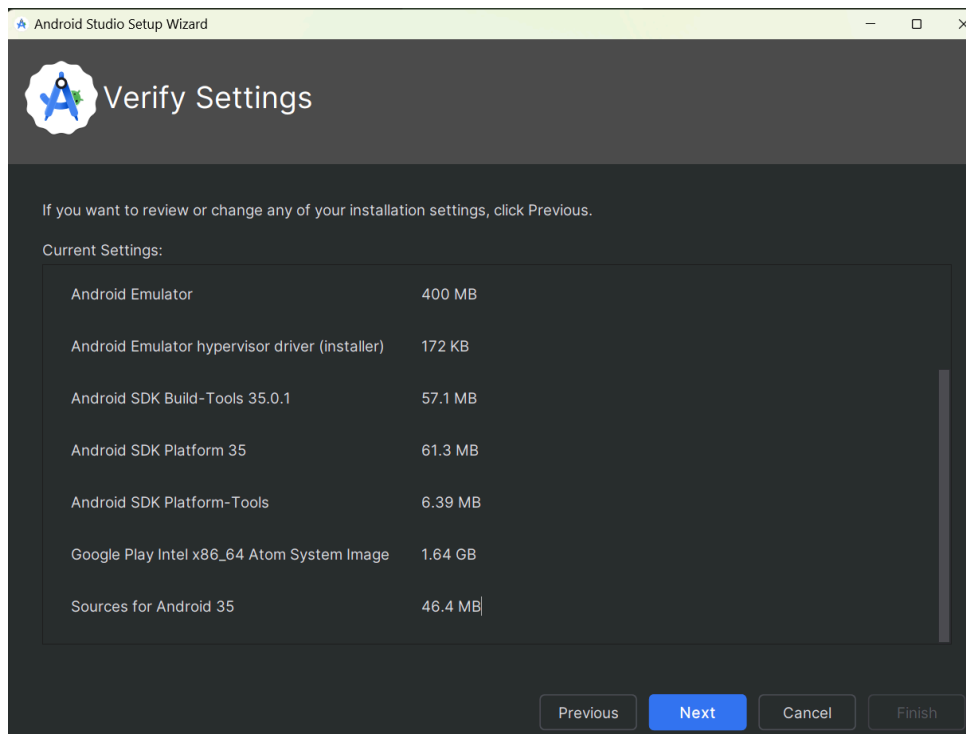 Android Studio Setup Wizard
Verify Settings
If you want to review or change any of your installation settings, click Previous.
Current Settings:
Android Emulator 400 MB
Android Emulator hypervisor driver (installer) 172 KB
Android SDK Build-Tools 35.0.1 57.1 MB
Android SDK Platform 35 61.3 MB
Android SDK Platform-Tools 6.39 MB
Google Play Intel x86_64 Atom System Image 1.64 GB
Sources for Android 35 46.4 MB
Previous Next Cancel Finish